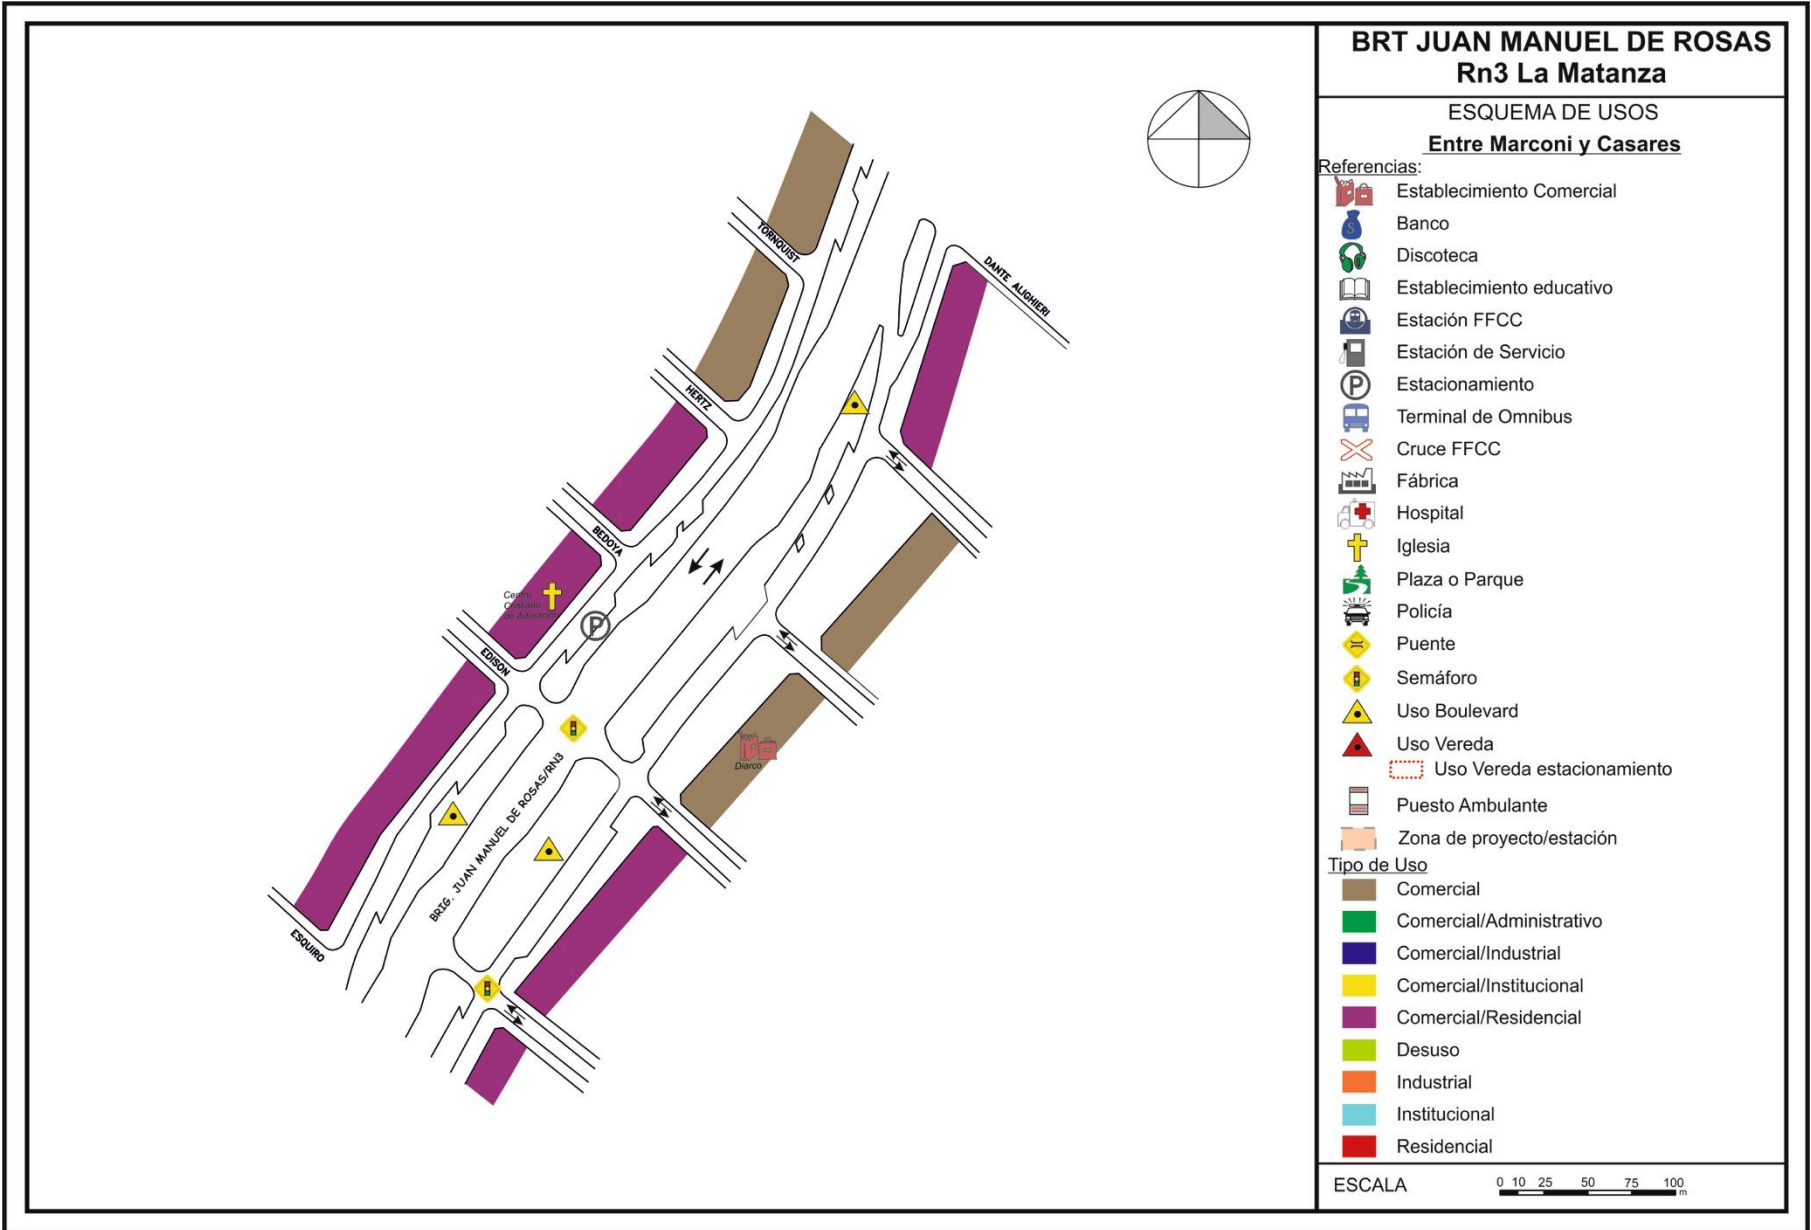 BRT JUAN MANUEL DE ROSAS
Rn3 La Matanza
ESQUEMA DE USOS
Entre Marconi y Casares
Referencias:
Establecimiento Comercial
Banco
Discoteca
Establecimiento educativo
Estación FFCC
Estación de Servicio
P
Estacionamiento
Terminal de Omnibus
Cruce FFCC
Fábrica
Hospital
Iglesia
Plaza o Parque
Policía
Puente
Semáforo
Uso Boulevard
Uso Vereda
Uso Vereda estacionamiento
Puesto Ambulante
Zona de proyecto/estación
Tipo de Uso
Comercial
Comercial/Administrativo
Comercial/Industrial
Comercial/Institucional
Comercial/Residencial
Desuso
Industrial
Institucional
Residencial
ESCALA
0 10 25 50 75 100
m
TORNQUIST
DANTE ALIGHIERI
HERTZ
BEDOYA
Centro
Cristiano
de Adoración
P
EDISON
Diarco
BRIG. JUAN MANUEL DE ROSAS/RN3
ESQUIRO